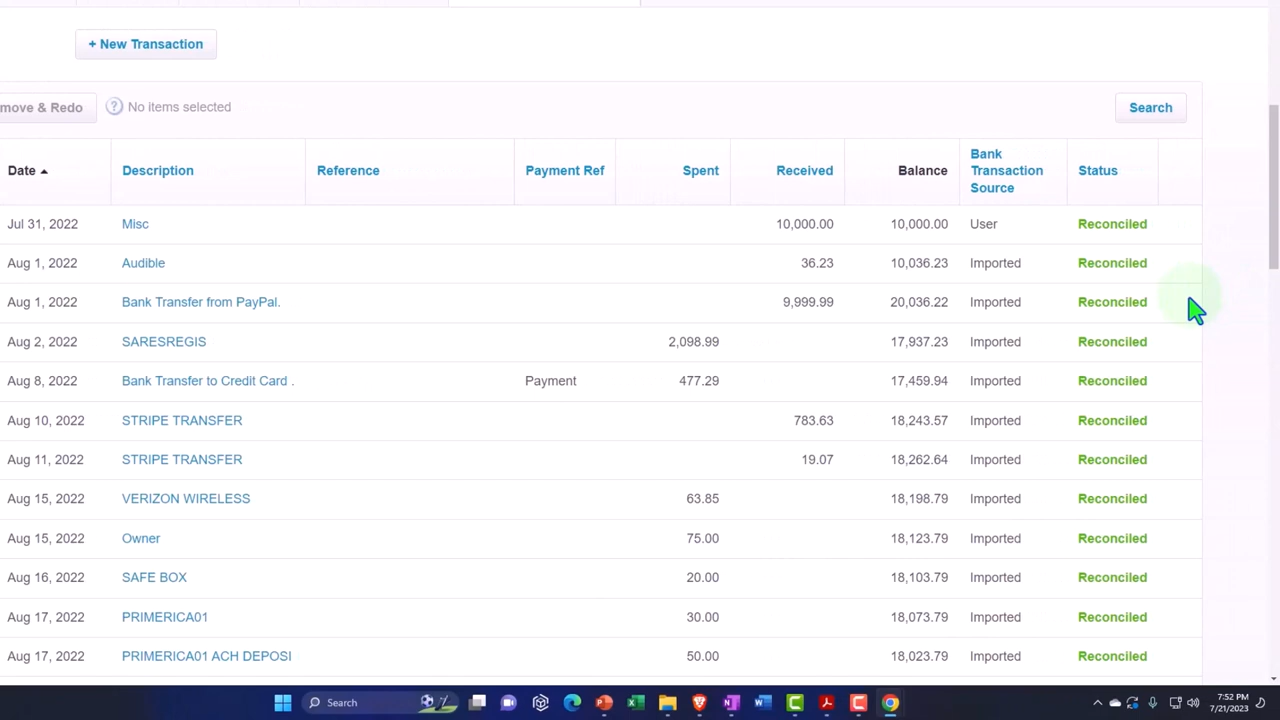 + New Transaction
move & Redo ? No items selected Search
Date Description Reference Payment Ref Spent Received Balance Bank Transaction Source Status
Jul 31, 2022 Misc 10,000.00 10,000.00 User Reconciled
Aug 1, 2022 Audible 36.23 10,036.23 Imported Reconciled
Aug 1, 2022 Bank Transfer from PayPal. 9,999.99 20,036.22 Imported Reconciled
Aug 2, 2022 SARESREGIS 2,098.99 17,937.23 Imported Reconciled
Aug 8, 2022 Bank Transfer to Credit Card . Payment 477.29 17,459.94 Imported Reconciled
Aug 10, 2022 STRIPE TRANSFER 783.63 18,243.57 Imported Reconciled
Aug 11, 2022 STRIPE TRANSFER 19.07 18,262.64 Imported Reconciled
Aug 15, 2022 VERIZON WIRELESS 63.85 18,198.79 Imported Reconciled
Aug 15, 2022 Owner 75.00 18,123.79 Imported Reconciled
Aug 16, 2022 SAFE BOX 20.00 18,103.79 Imported Reconciled
Aug 17, 2022 PRIMERICA01 30.00 18,073.79 Imported Reconciled
Aug 17, 2022 PRIMERICA01 ACH DEPOSI 50.00 18,023.79 Imported Reconciled
Search 7:52 PM
7/21/2023